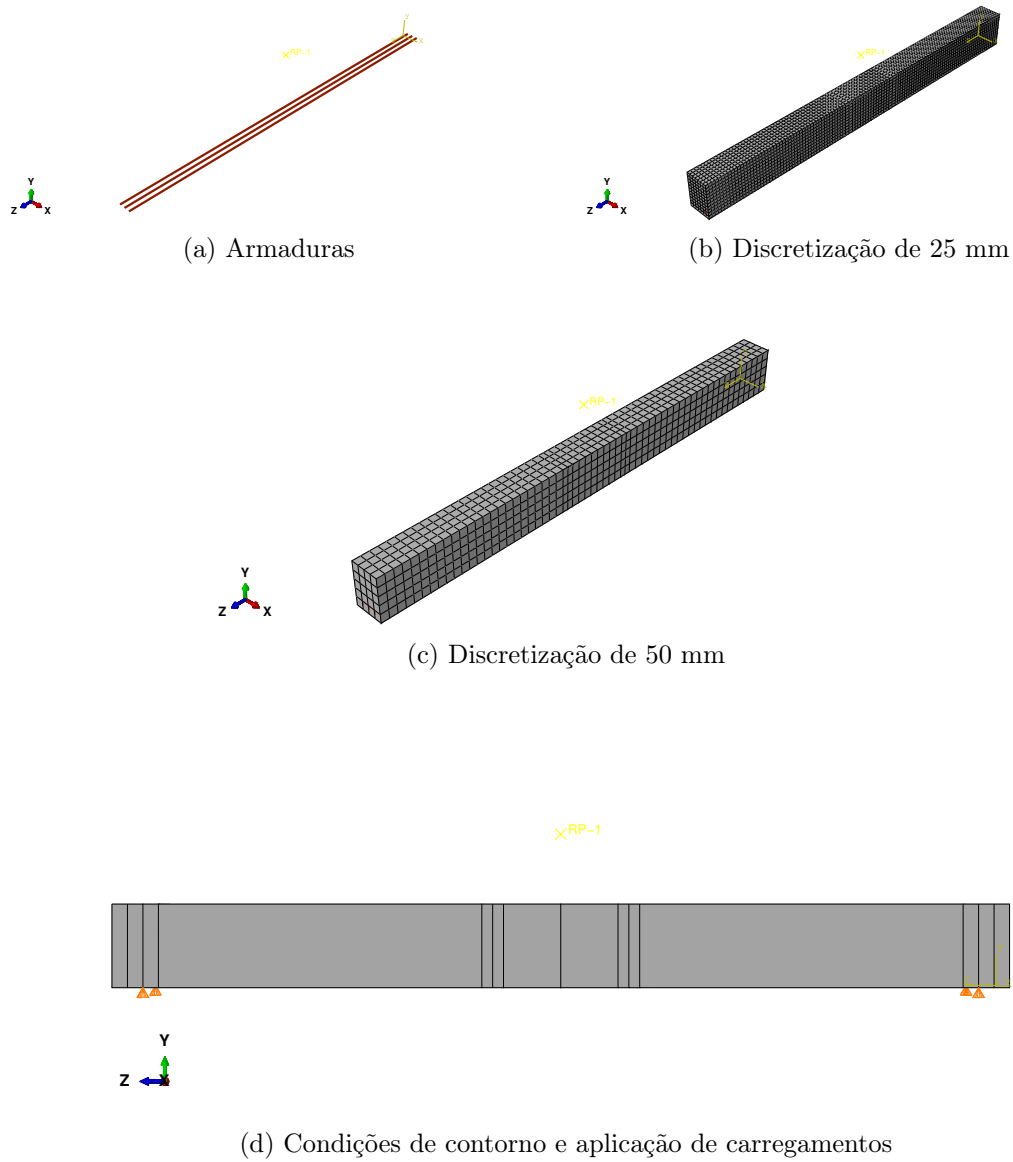 Y
RP-1
X
Y
Z
X
(a) Armaduras
RP-1
Y
Z
X
(b) Discretização de 25 mm
RP-1
Y
Z
X
(c) Discretização de 50 mm
RP-1
Y
Z
X
(d) Condições de contorno e aplicação de carregamentos